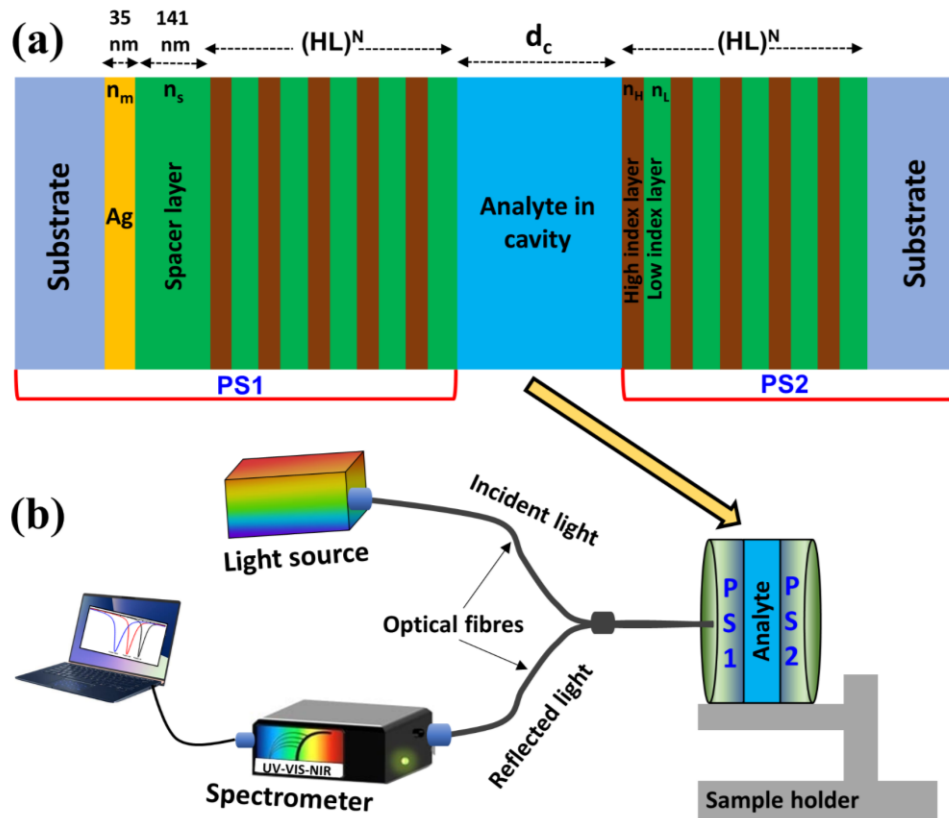 (a)
35
nm
141
nm
(HL)^N
d_c
(HL)^N
n_m
n_s
n_H
n_L
Substrate
Ag
Spacer layer
Analyte in
cavity
High index layer
Low index layer
Substrate
PS1
PS2
(b)
Light source
Incident light
Optical fibres
Reflected light
PS1
Analyte
PS2
UV-VIS-NIR
Spectrometer
Sample holder